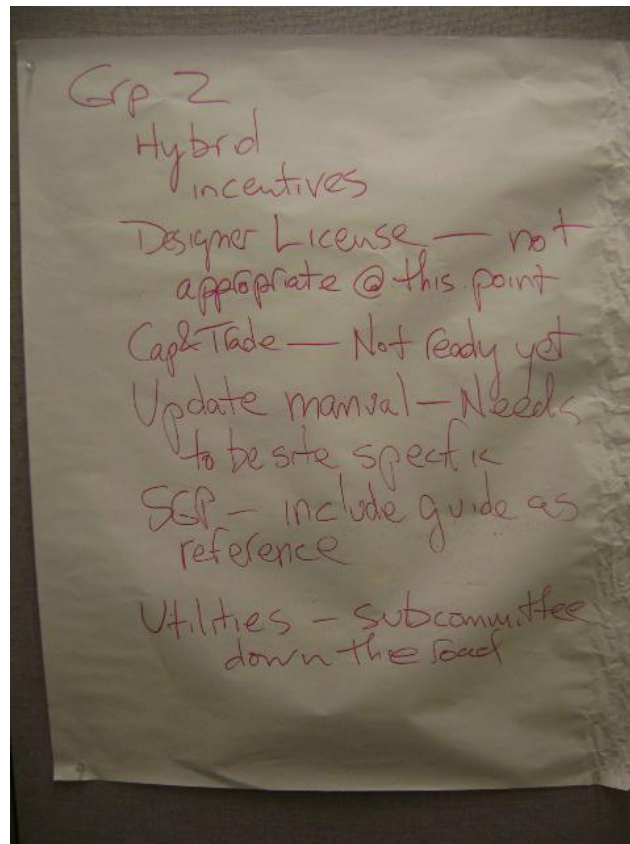 Grp 2
Hybrid
incentives
Designer License — not
appropriate @ this point
Cap & Trade — Not ready yet
Update manual — Needs
to be site specific
SGP — include guide as
reference
Utilities — subcommittee
down the road